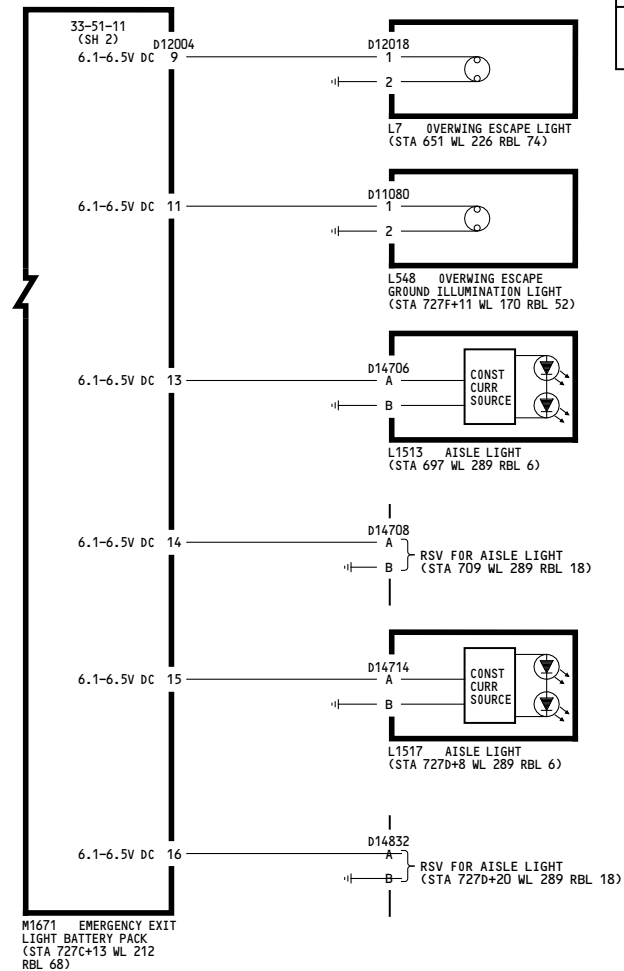 33-51-11
(SH 2)
D12004
D12018
6.1-6.5V DC 9
1
2
L7 OVERWING ESCAPE LIGHT
(STA 651 WL 226 RBL 74)
D11080
6.1-6.5V DC 11
1
2
L548 OVERWING ESCAPE
GROUND ILLUMINATION LIGHT
(STA 727F+11 WL 170 RBL 52)
D14706
6.1-6.5V DC 13
A
B
CONST
CURR
SOURCE
L1513 AISLE LIGHT
(STA 697 WL 289 RBL 6)
D14708
6.1-6.5V DC 14
A
B
RSV FOR AISLE LIGHT
(STA 709 WL 289 RBL 18)
D14714
6.1-6.5V DC 15
A
B
CONST
CURR
SOURCE
L1517 AISLE LIGHT
(STA 727D+8 WL 289 RBL 6)
D14832
6.1-6.5V DC 16
A
B
RSV FOR AISLE LIGHT
(STA 727D+20 WL 289 RBL 18)
M1671 EMERGENCY EXIT
LIGHT BATTERY PACK
(STA 727C+13 WL 212
RBL 68)